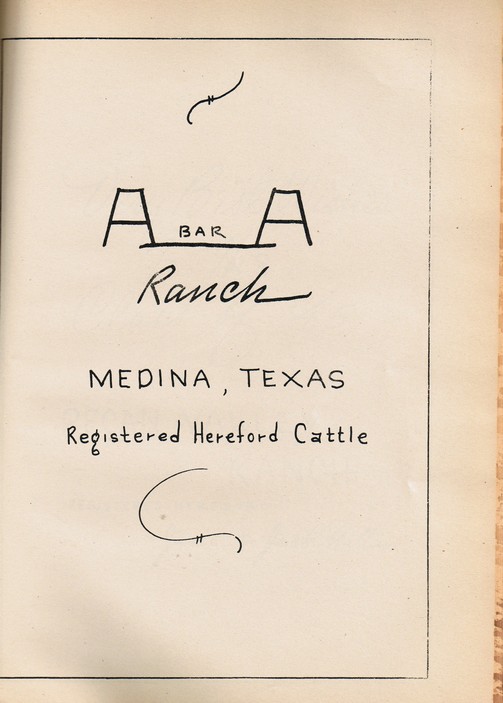 A BAR A
Ranch
MEDINA, TEXAS
Registered Hereford Cattle